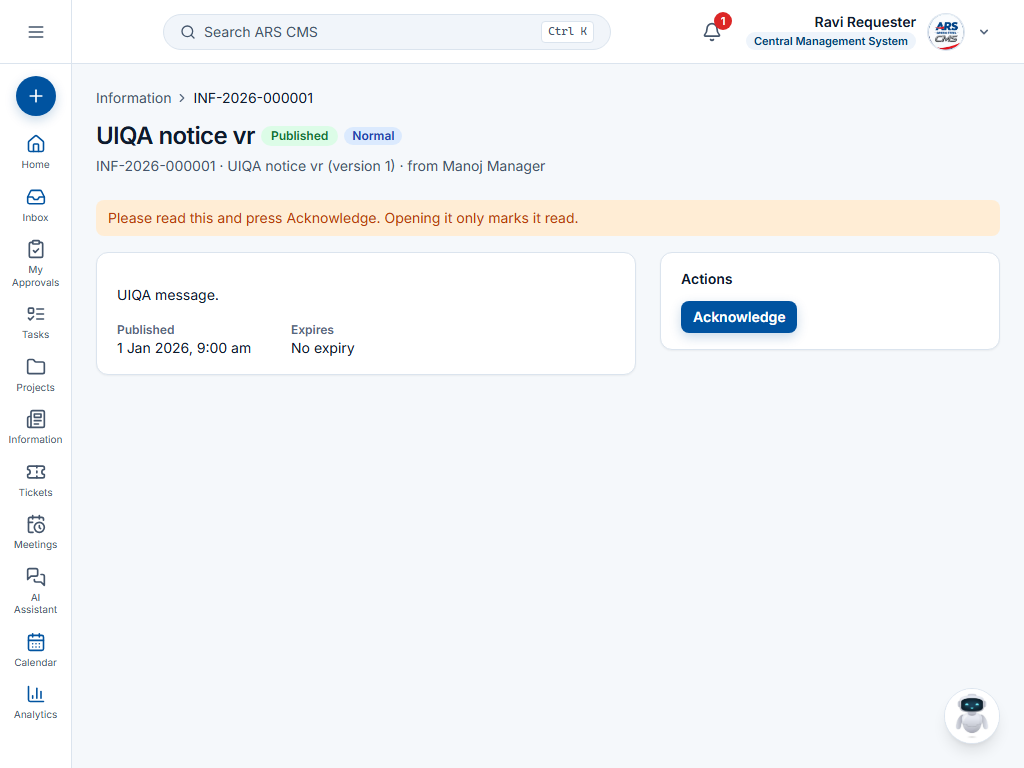 Search ARS CMS
Ctrl K
1
Ravi Requester
Central Management System
ARS
CMS
Home
Inbox
My
Approvals
Tasks
Projects
Information
Tickets
Meetings
AI
Assistant
Calendar
Analytics
Information > INF-2026-000001
UIQA notice vr Published Normal
INF-2026-000001 · UIQA notice vr (version 1) · from Manoj Manager
Please read this and press Acknowledge. Opening it only marks it read.
UIQA message.
Published Expires
1 Jan 2026, 9:00 am No expiry
Actions
Acknowledge